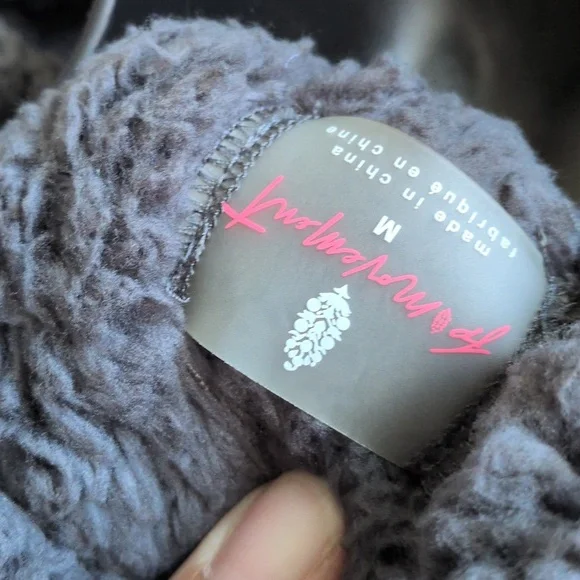 fp movement
M
made in china
fabriqué en chine